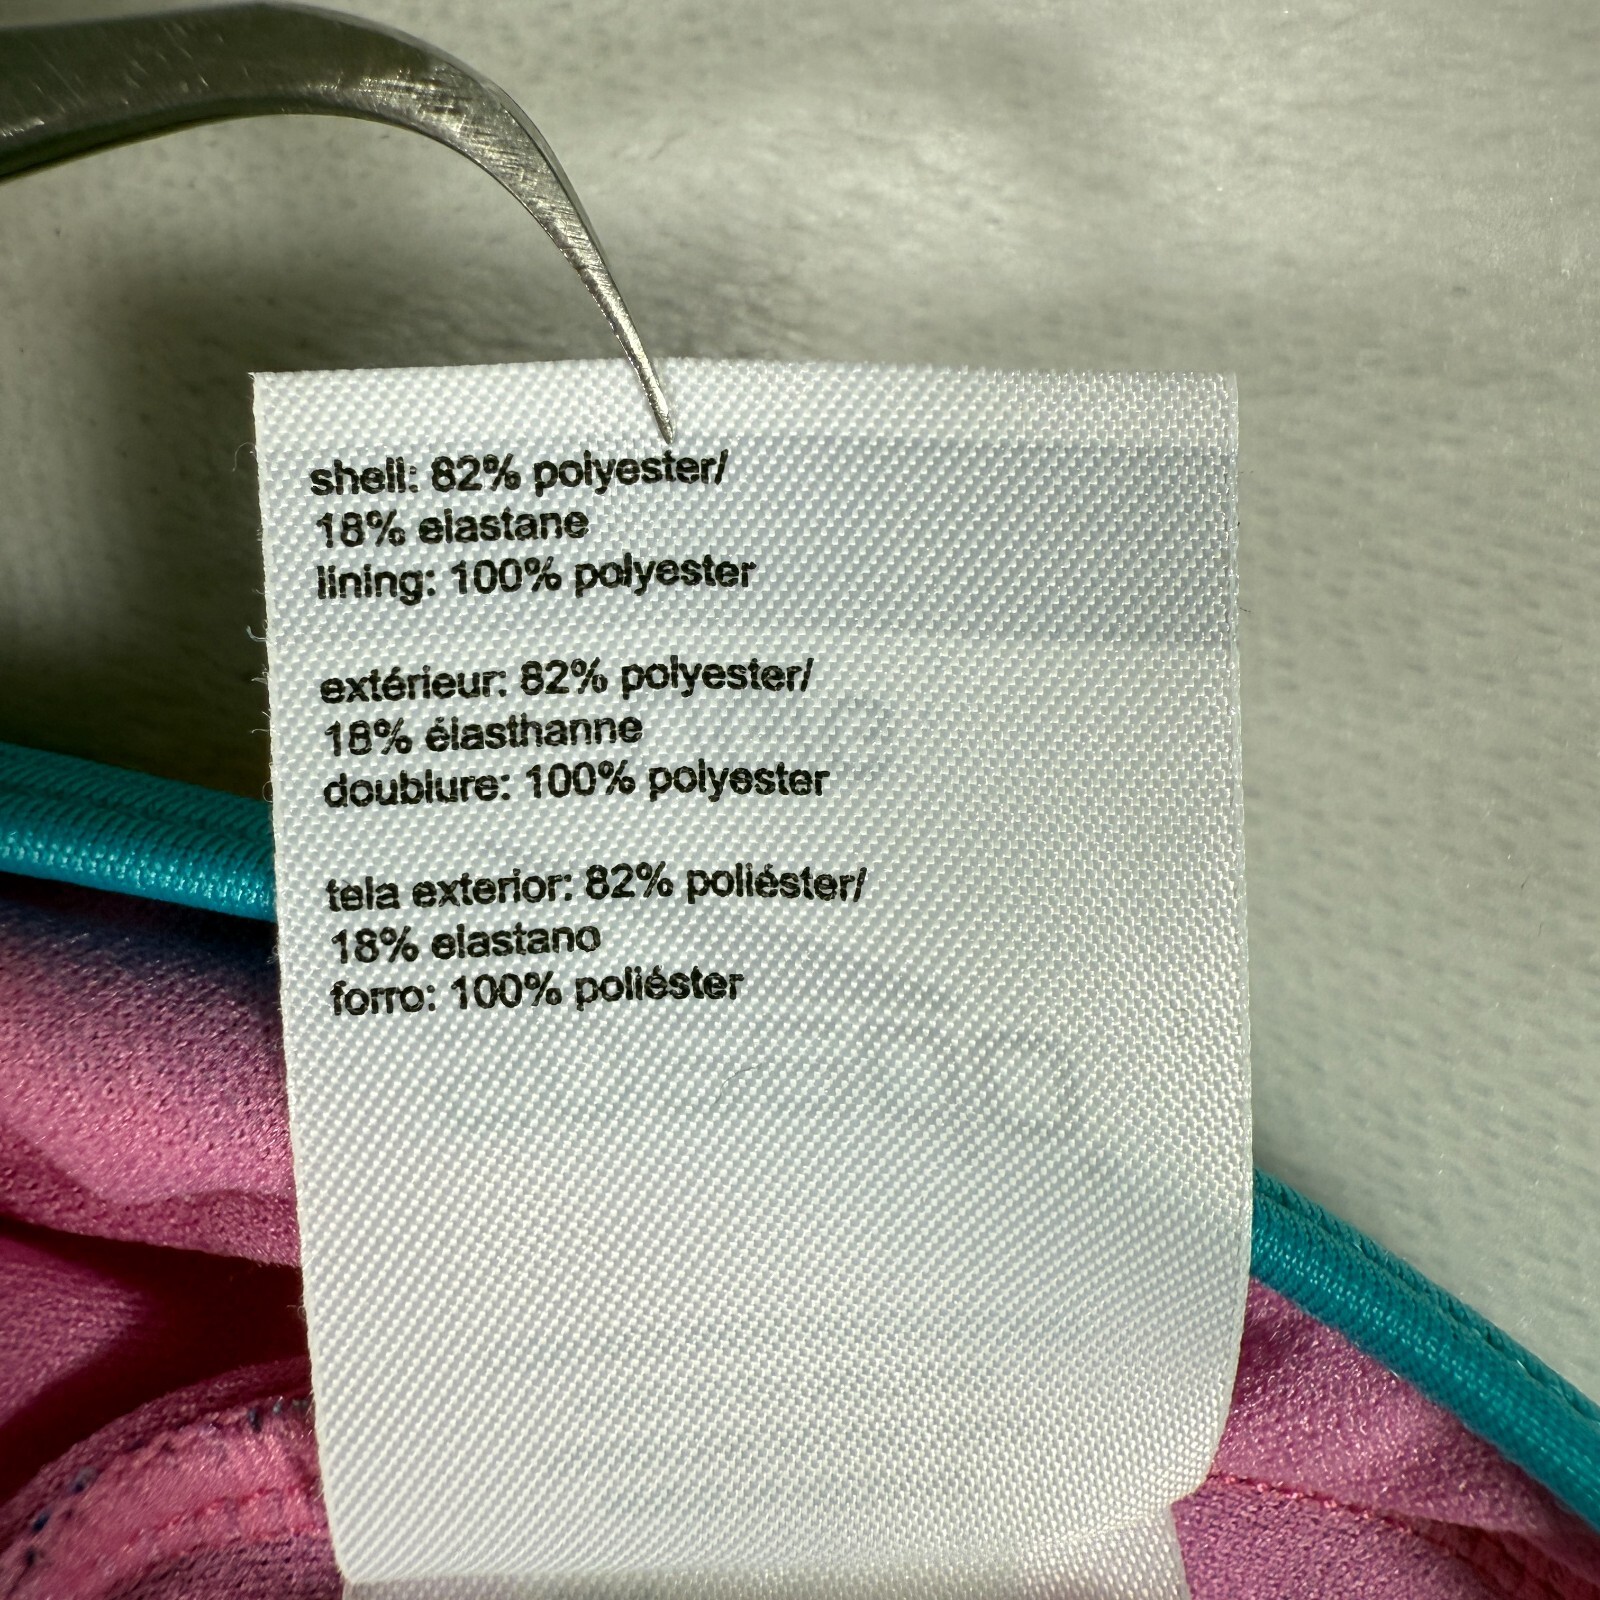 shell: 82% polyester/
18% elastane
lining: 100% polyester
extérieur: 82% polyester/
18% élasthanne
doublure: 100% polyester
tela exterior: 82% poliéster/
18% elastano
forro: 100% poliéster